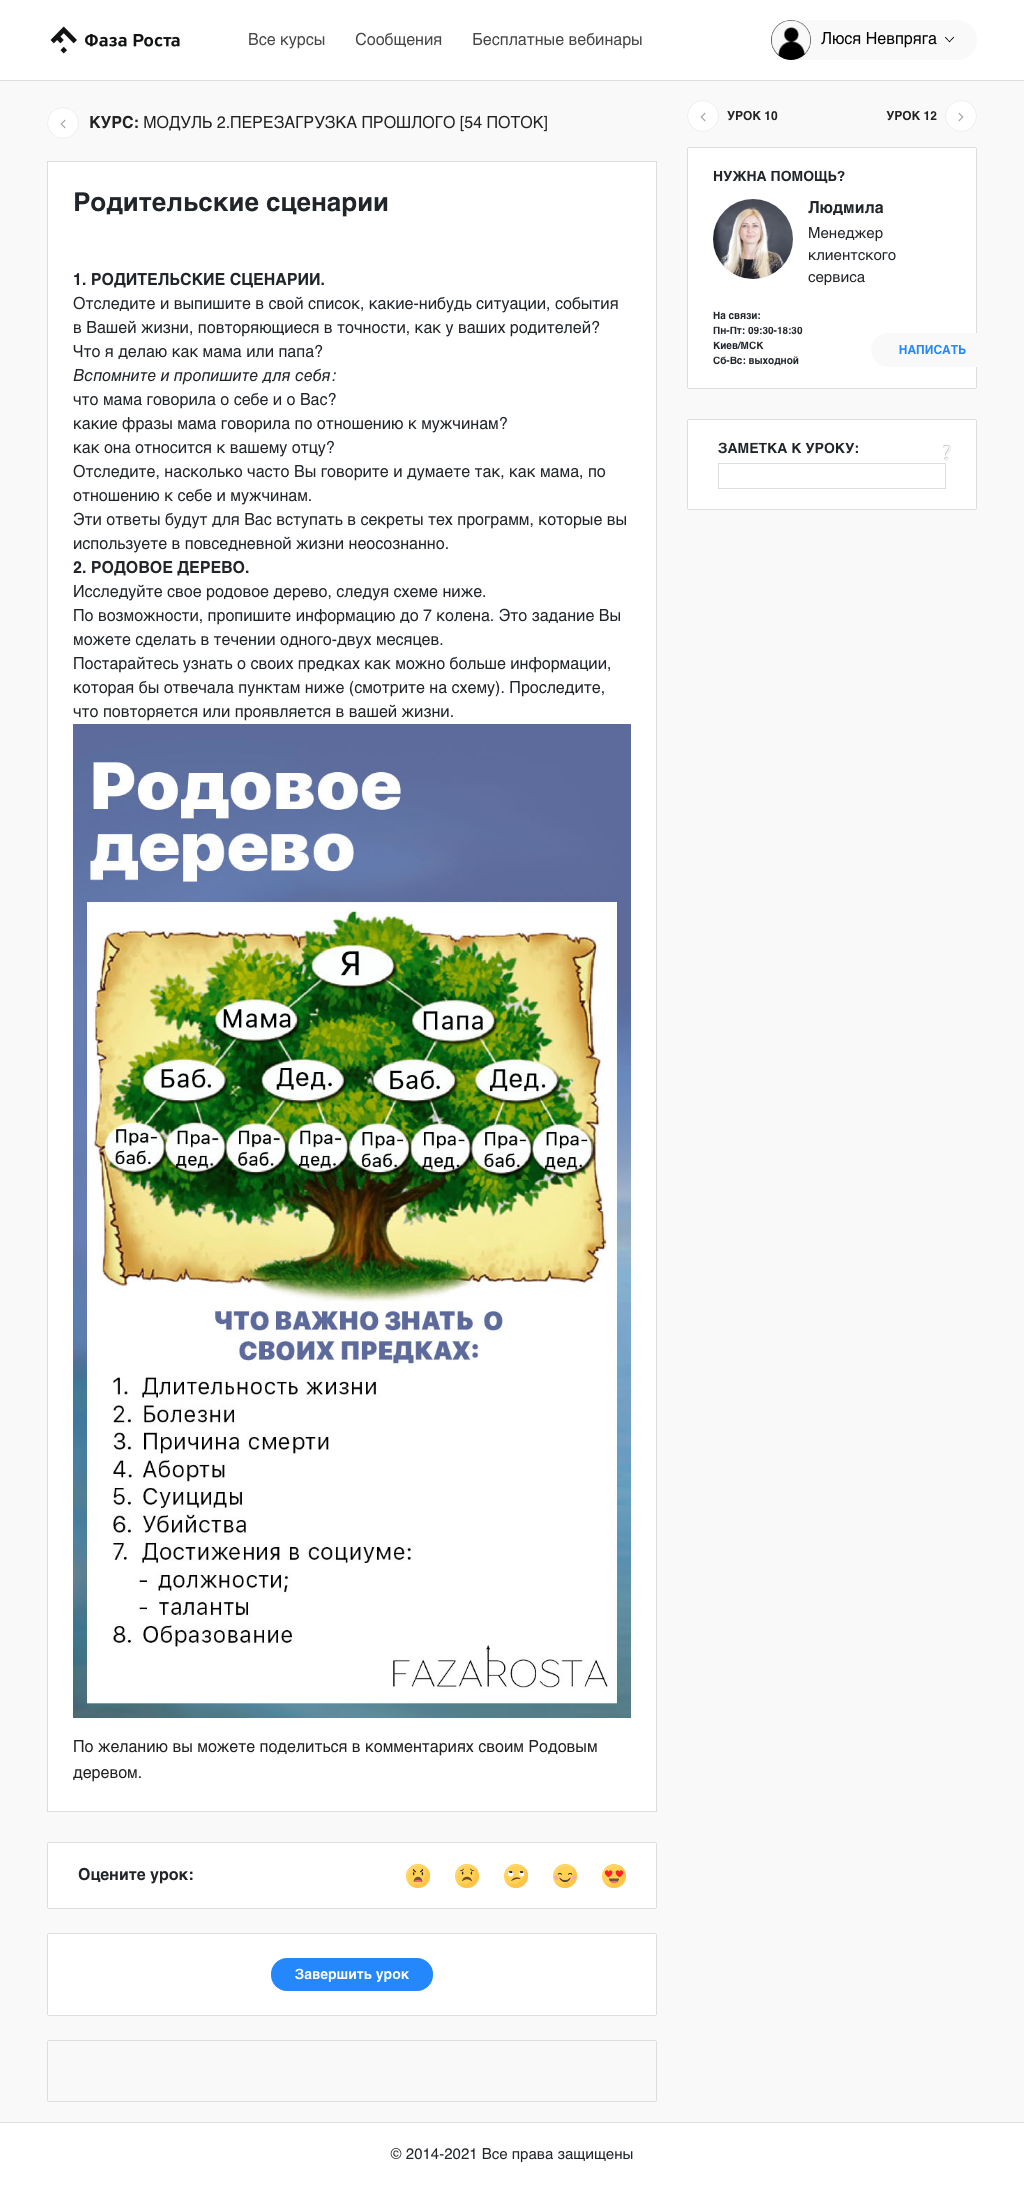 Фаза Роста
Все курсы
Сообщения
Бесплатные вебинары
Люся Невпряга
КУРС: МОДУЛЬ 2.ПЕРЕЗАГРУЗКА ПРОШЛОГО [54 ПОТОК]
УРОК 10
УРОК 12
Родительские сценарии
1. РОДИТЕЛЬСКИЕ СЦЕНАРИИ.
Отследите и выпишите в свой список, какие-нибудь ситуации, события
в Вашей жизни, повторяющиеся в точности, как у ваших родителей?
Что я делаю как мама или папа?
Вспомните и пропишите для себя:
что мама говорила о себе и о Вас?
какие фразы мама говорила по отношению к мужчинам?
как она относится к вашему отцу?
Отследите, насколько часто Вы говорите и думаете так, как мама, по
отношению к себе и мужчинам.
Эти ответы будут для Вас вступать в секреты тех программ, которые вы
используете в повседневной жизни неосознанно.
2. РОДОВОЕ ДЕРЕВО.
Исследуйте свое родовое дерево, следуя схеме ниже.
По возможности, пропишите информацию до 7 колена. Это задание Вы
можете сделать в течении одного-двух месяцев.
Постарайтесь узнать о своих предках как можно больше информации,
которая бы отвечала пунктам ниже (смотрите на схему). Проследите,
что повторяется или проявляется в вашей жизни.
Родовое
дерево
Я
Мама
Папа
Баб.
Дед.
Баб.
Дед.
Пра-
баб.
Пра-
дед.
Пра-
баб.
Пра-
дед.
Пра-
баб.
Пра-
дед.
Пра-
баб.
Пра-
дед.
ЧТО ВАЖНО ЗНАТЬ О
СВОИХ ПРЕДКАХ:
1. Длительность жизни
2. Болезни
3. Причина смерти
4. Аборты
5. Суициды
6. Убийства
7. Достижения в социуме:
- должности;
- таланты
8. Образование
FAZAROSTA
По желанию вы можете поделиться в комментариях своим Родовым
деревом.
Оцените урок:
Завершить урок
НУЖНА ПОМОЩЬ?
Людмила
Менеджер
клиентского
сервиса
На связи:
Пн-Пт: 09:30-18:30
Киев/МСК
Сб-Вс: выходной
НАПИСАТЬ
ЗАМЕТКА К УРОКУ:
?
© 2014-2021 Все права защищены